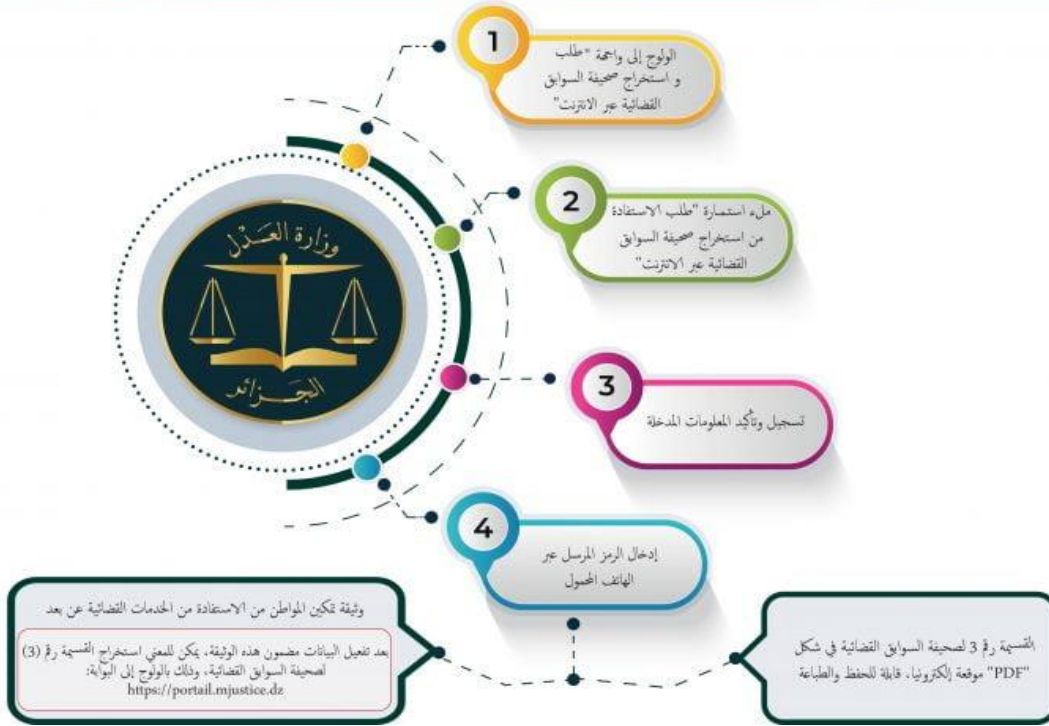 1
الولوج إلى واجهة "طلب
و استخراج صحيفة السوابق
القضائية عبر الانترنت"
2
ملء استمارة "طلب الاستفادة
من استخراج صحيفة السوابق
القضائية عبر الانترنت"
وزارة العدل
الجزائر
3
تسجيل وتأكيد المعلومات المدخلة
4
إدخال الرمز المرسل عبر
الهاتف المحمول
القسيمة رقم 3 لصحيفة السوابق القضائية في شكل
"PDF" موقعة إلكترونيا، قابلة للحفظ والطباعة
وثيقة تمكين المواطن من الاستفادة من الخدمات القضائية عن بعد
بعد تفعيل البيانات مضمون هذه الوثيقة، يمكن للمعني استخراج القسيمة رقم (3)
لصحيفة السوابق القضائية، وذلك بالولوج إلى البوابة:
https://portail.mjustice.dz